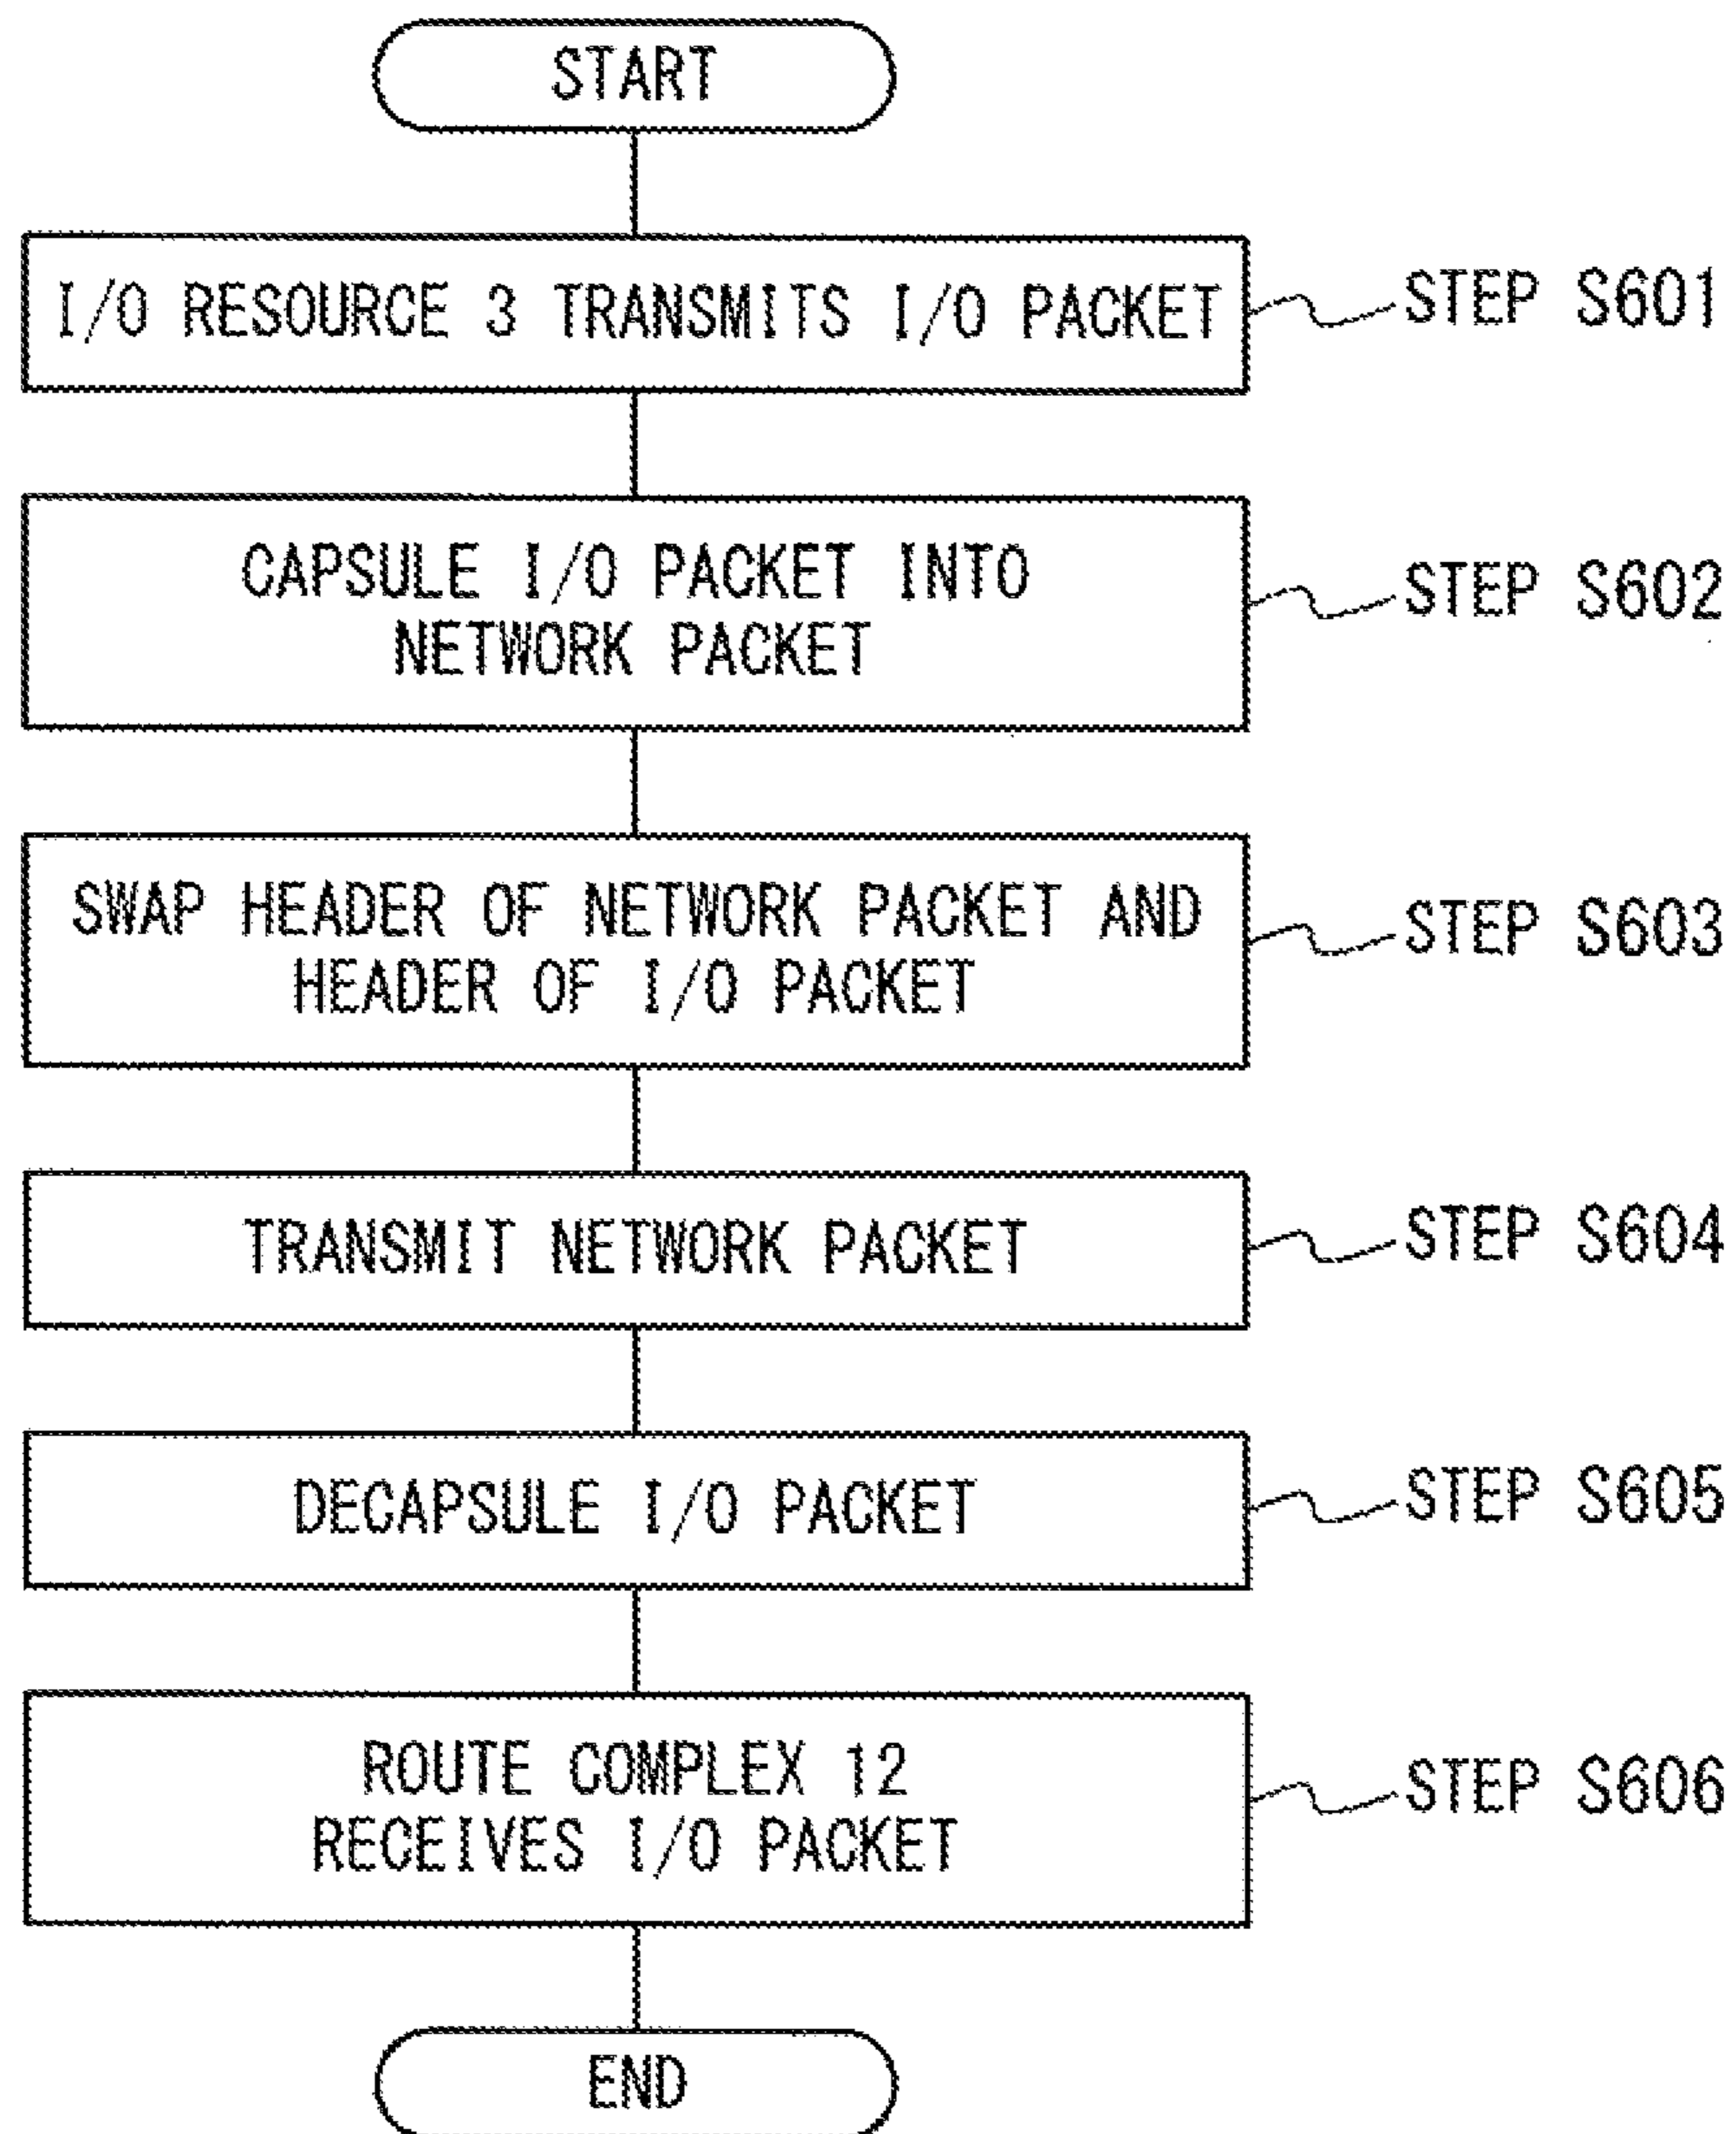 START
I/O RESOURCE 3 TRANSMITS I/O PACKET
STEP S601
CAPSULE I/O PACKET INTO
NETWORK PACKET
STEP S602
SWAP HEADER OF NETWORK PACKET AND
HEADER OF I/O PACKET
STEP S603
TRANSMIT NETWORK PACKET
STEP S604
DECAPSULE I/O PACKET
STEP S605
ROUTE COMPLEX 12
RECEIVES I/O PACKET
STEP S606
END